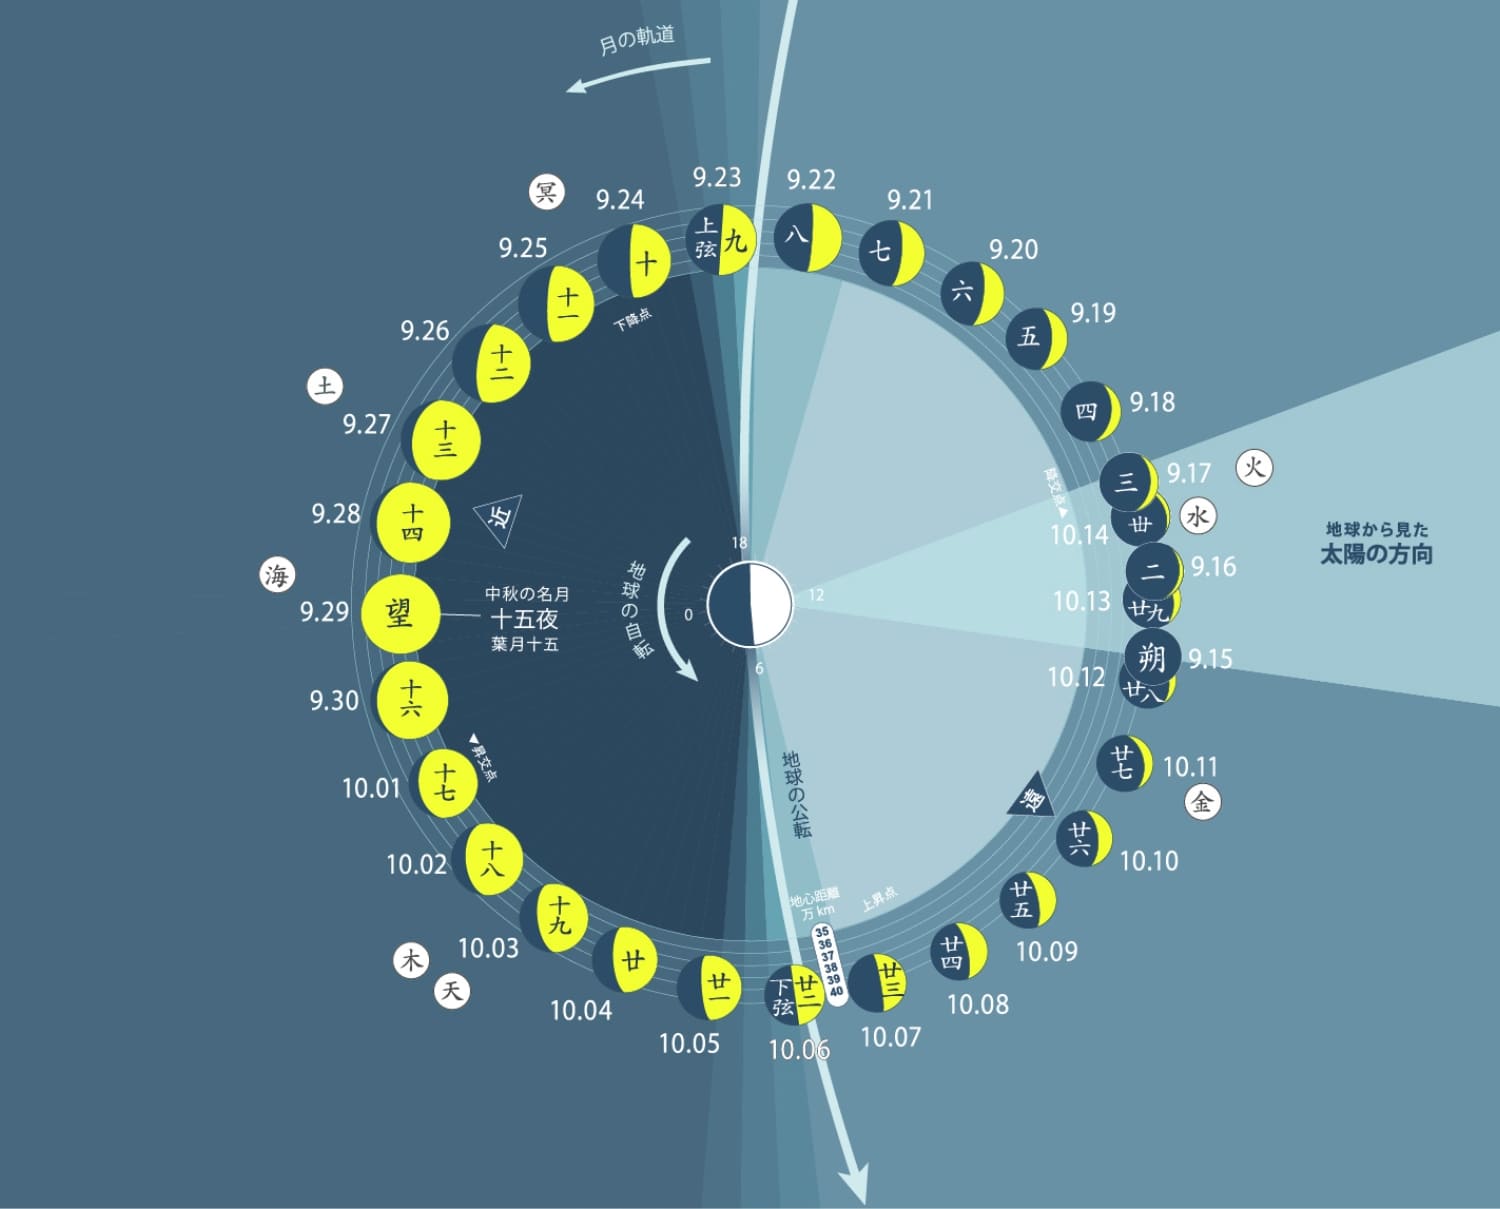 月の軌道
9.23
9.22
9.21
9.20
9.19
9.18
9.17
10.14
9.16
10.13
9.15
10.12
10.11
10.10
10.09
10.08
10.07
10.06
10.05
10.04
10.03
10.02
10.01
9.30
9.29
9.28
9.27
9.26
9.25
9.24
上弦
九
八
七
六
五
四
三
卅
二
廿九
朔
廿八
廿七
廿六
廿五
廿四
廿三
下弦
廿二
廿一
廿
十九
十八
十七
十六
望
十四
十三
十二
十一
十
冥
土
海
木
天
金
水
火
下降点
近
中秋の名月
十五夜
葉月十五
▼昇交点
地球の自転
18
12
0
6
降交点▲
地球から見た
太陽の方向
遠
地球の公転
地心距離
万 km
35
36
37
38
39
40
上昇点